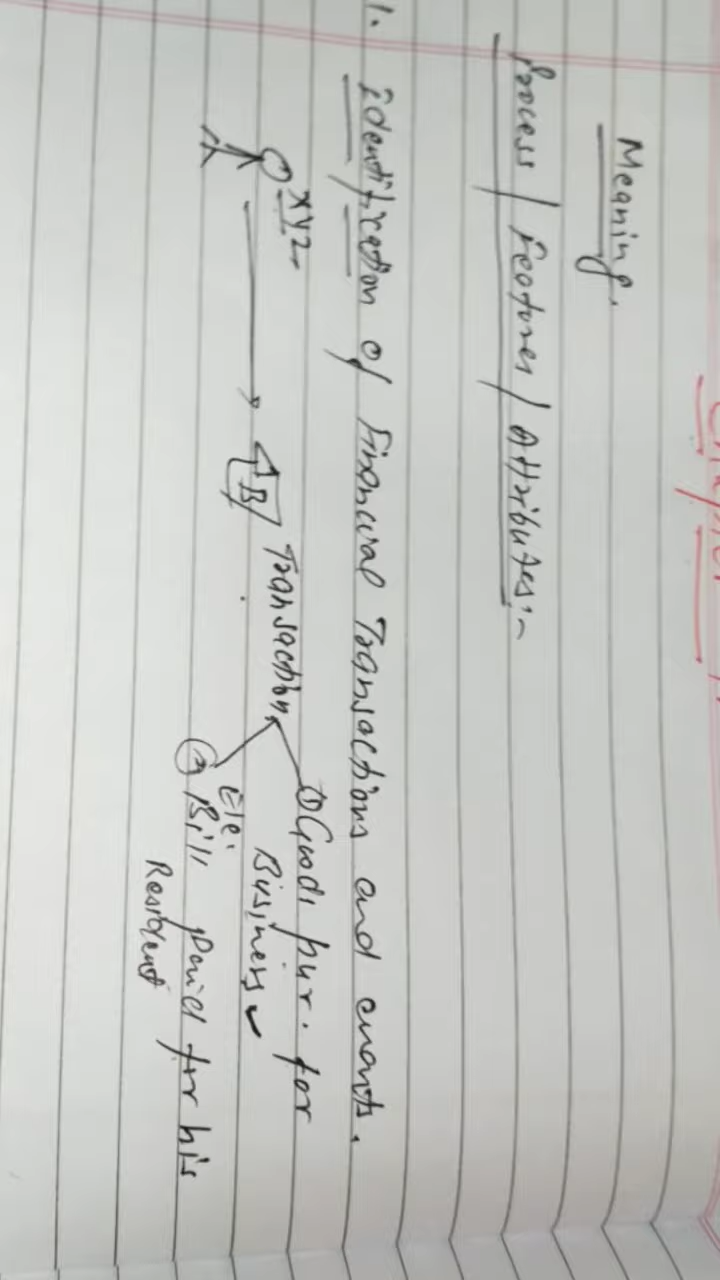 Meaning.
Process / Features / Attributes:-
1. Identification of Financial Transactions and events.
XYZ
B
Transaction
① Goods pur. for
Business ✓
Ele.
② Bill paid for his
Resident